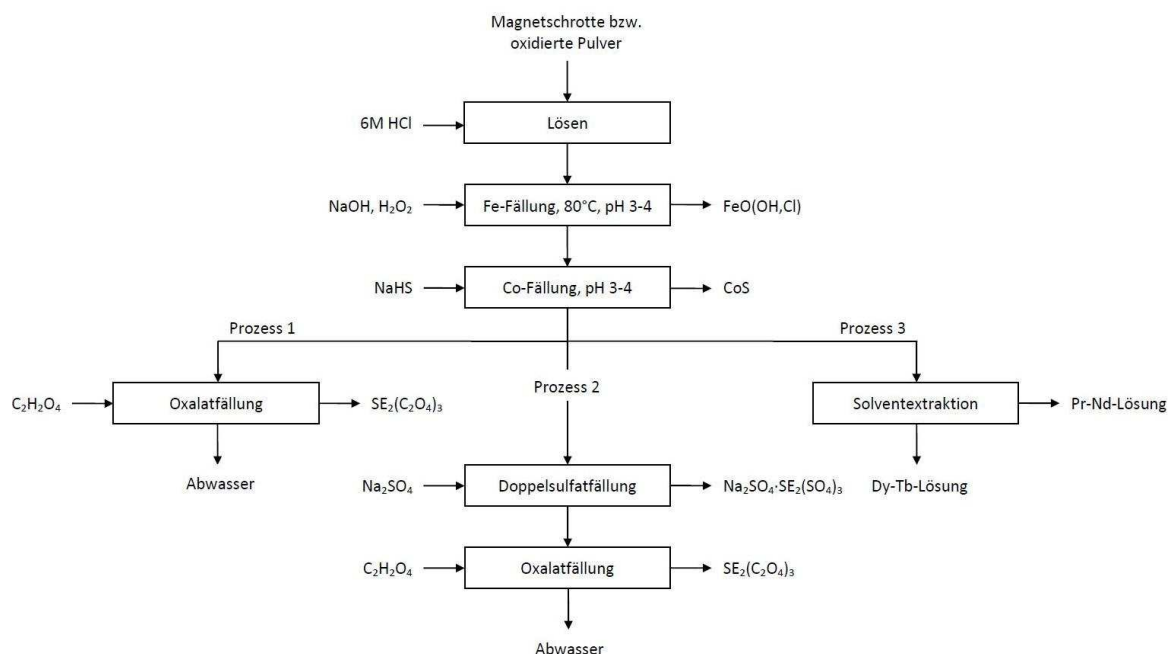 Magnetschrotte bzw.
oxidierte Pulver
6M HCl
Lösen
NaOH, H₂O₂
Fe-Fällung, 80°C, pH 3-4
FeO(OH,Cl)
NaHS
Co-Fällung, pH 3-4
CoS
Prozess 1
Prozess 3
Prozess 2
C₂H₂O₄
Oxalatfällung
SE₂(C₂O₄)₃
Solventextraktion
Pr-Nd-Lösung
Abwasser
Na₂SO₄
Doppelsulfatfällung
Na₂SO₄·SE₂(SO₄)₃
Dy-Tb-Lösung
C₂H₂O₄
Oxalatfällung
SE₂(C₂O₄)₃
Abwasser